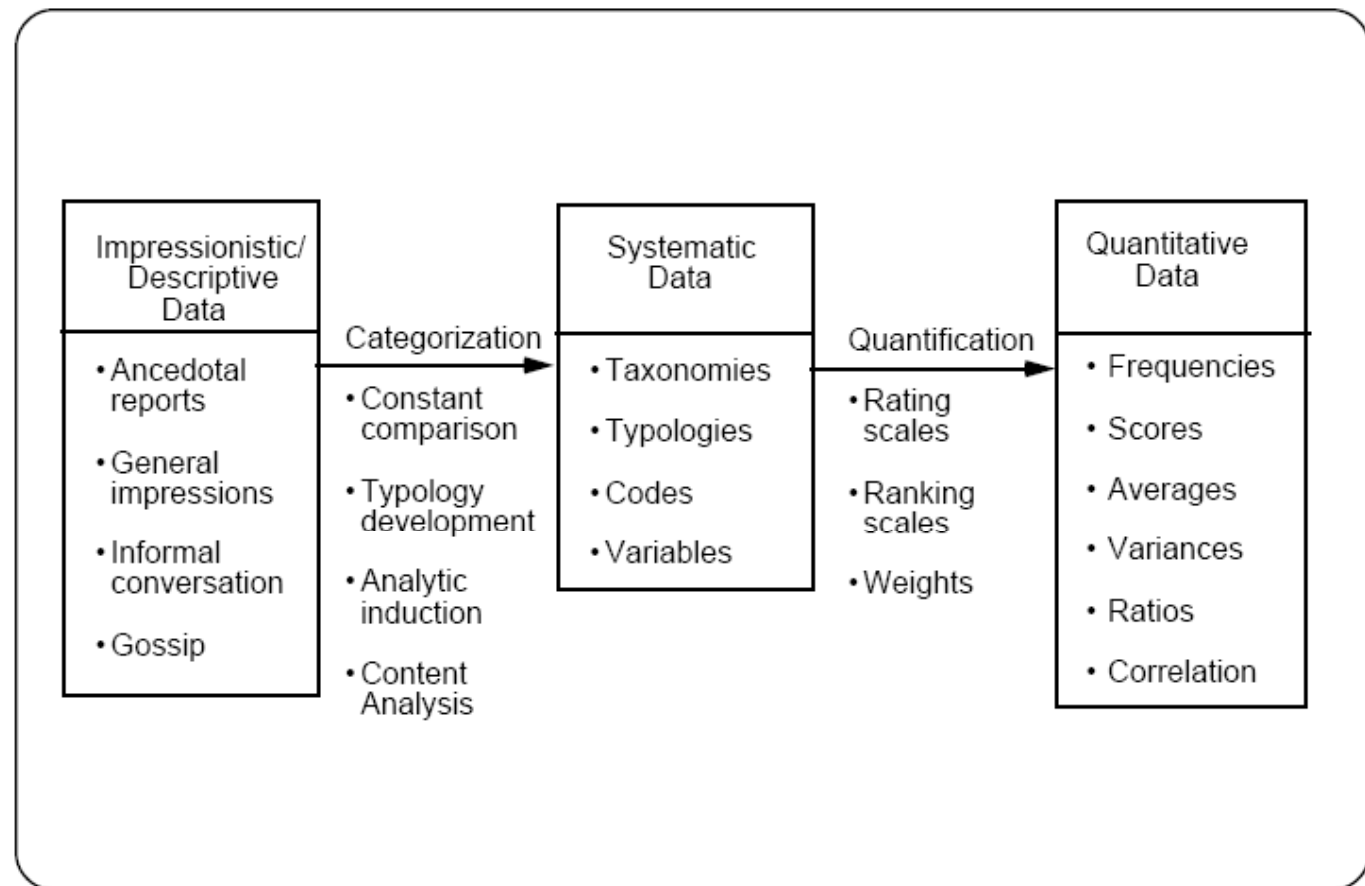 Impressionistic/
Descriptive
Data
• Ancedotal
reports
• General
impressions
• Informal
conversation
• Gossip
Categorization
• Constant
comparison
• Typology
development
• Analytic
induction
• Content
Analysis
Systematic
Data
• Taxonomies
• Typologies
• Codes
• Variables
Quantification
• Rating
scales
• Ranking
scales
• Weights
Quantitative
Data
• Frequencies
• Scores
• Averages
• Variances
• Ratios
• Correlation